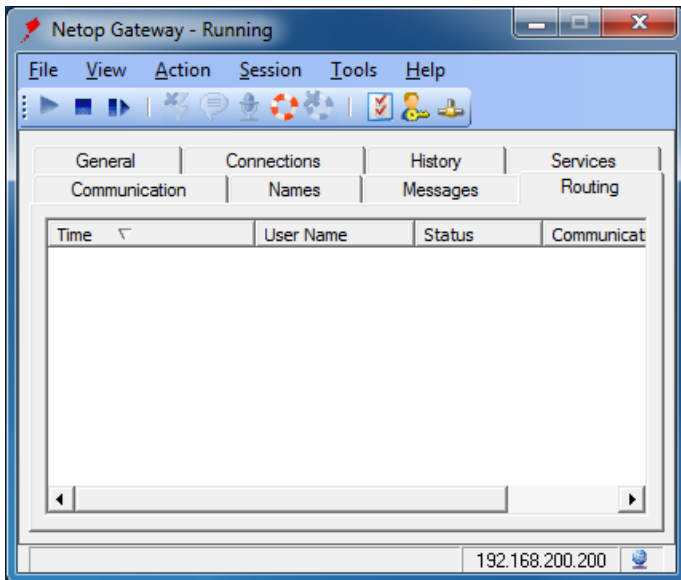 Netop Gateway - Running
File View Action Session Tools Help
General Connections History Services
Communication Names Messages Routing
Time User Name Status Communicati
192.168.200.200